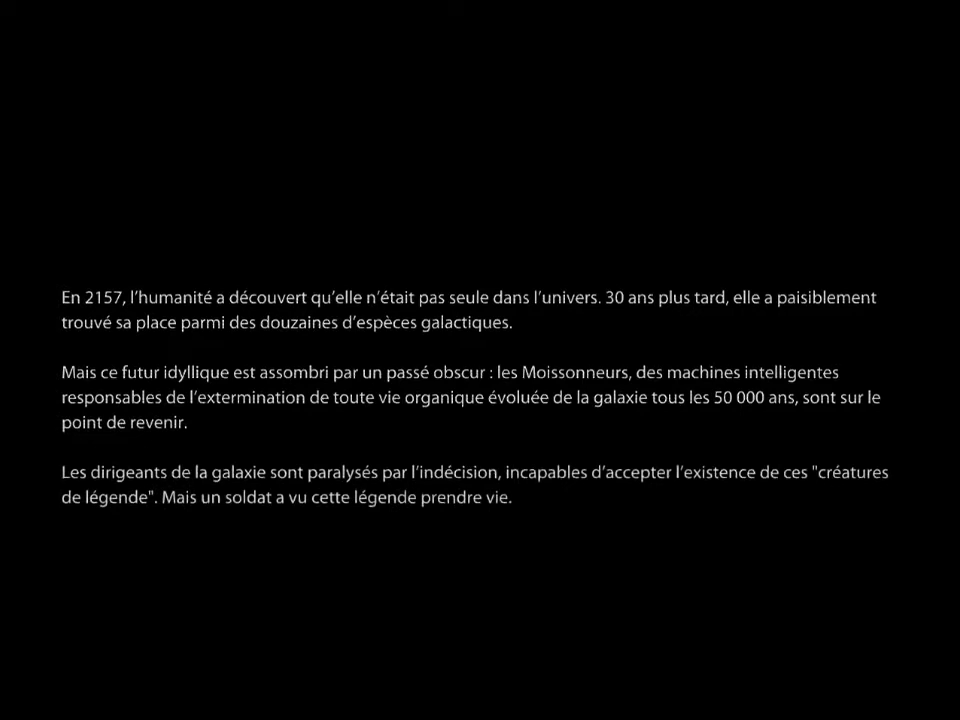 En 2157, l’humanité a découvert qu’elle n’était pas seule dans l’univers. 30 ans plus tard, elle a paisiblement
trouvé sa place parmi des douzaines d’espèces galactiques.
Mais ce futur idyllique est assombri par un passé obscur : les Moissonneurs, des machines intelligentes
responsables de l’extermination de toute vie organique évoluée de la galaxie tous les 50 000 ans, sont sur le
point de revenir.
Les dirigeants de la galaxie sont paralysés par l’indécision, incapables d’accepter l’existence de ces "créatures
de légende". Mais un soldat a vu cette légende prendre vie.